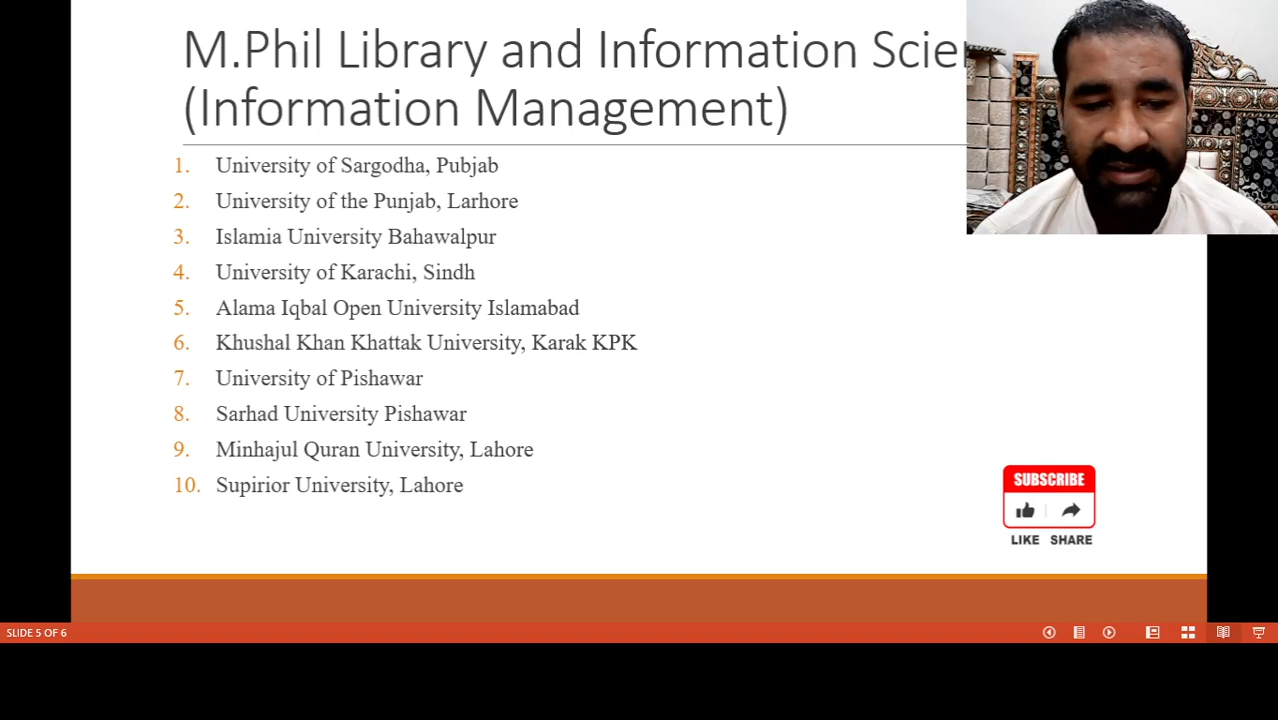 M.Phil Library and Information Scien
(Information Management)
1. University of Sargodha, Pubjab
2. University of the Punjab, Larhore
3. Islamia University Bahawalpur
4. University of Karachi, Sindh
5. Alama Iqbal Open University Islamabad
6. Khushal Khan Khattak University, Karak KPK
7. University of Pishawar
8. Sarhad University Pishawar
9. Minhajul Quran University, Lahore
10. Supirior University, Lahore
SUBSCRIBE
LIKE SHARE
SLIDE 5 OF 6